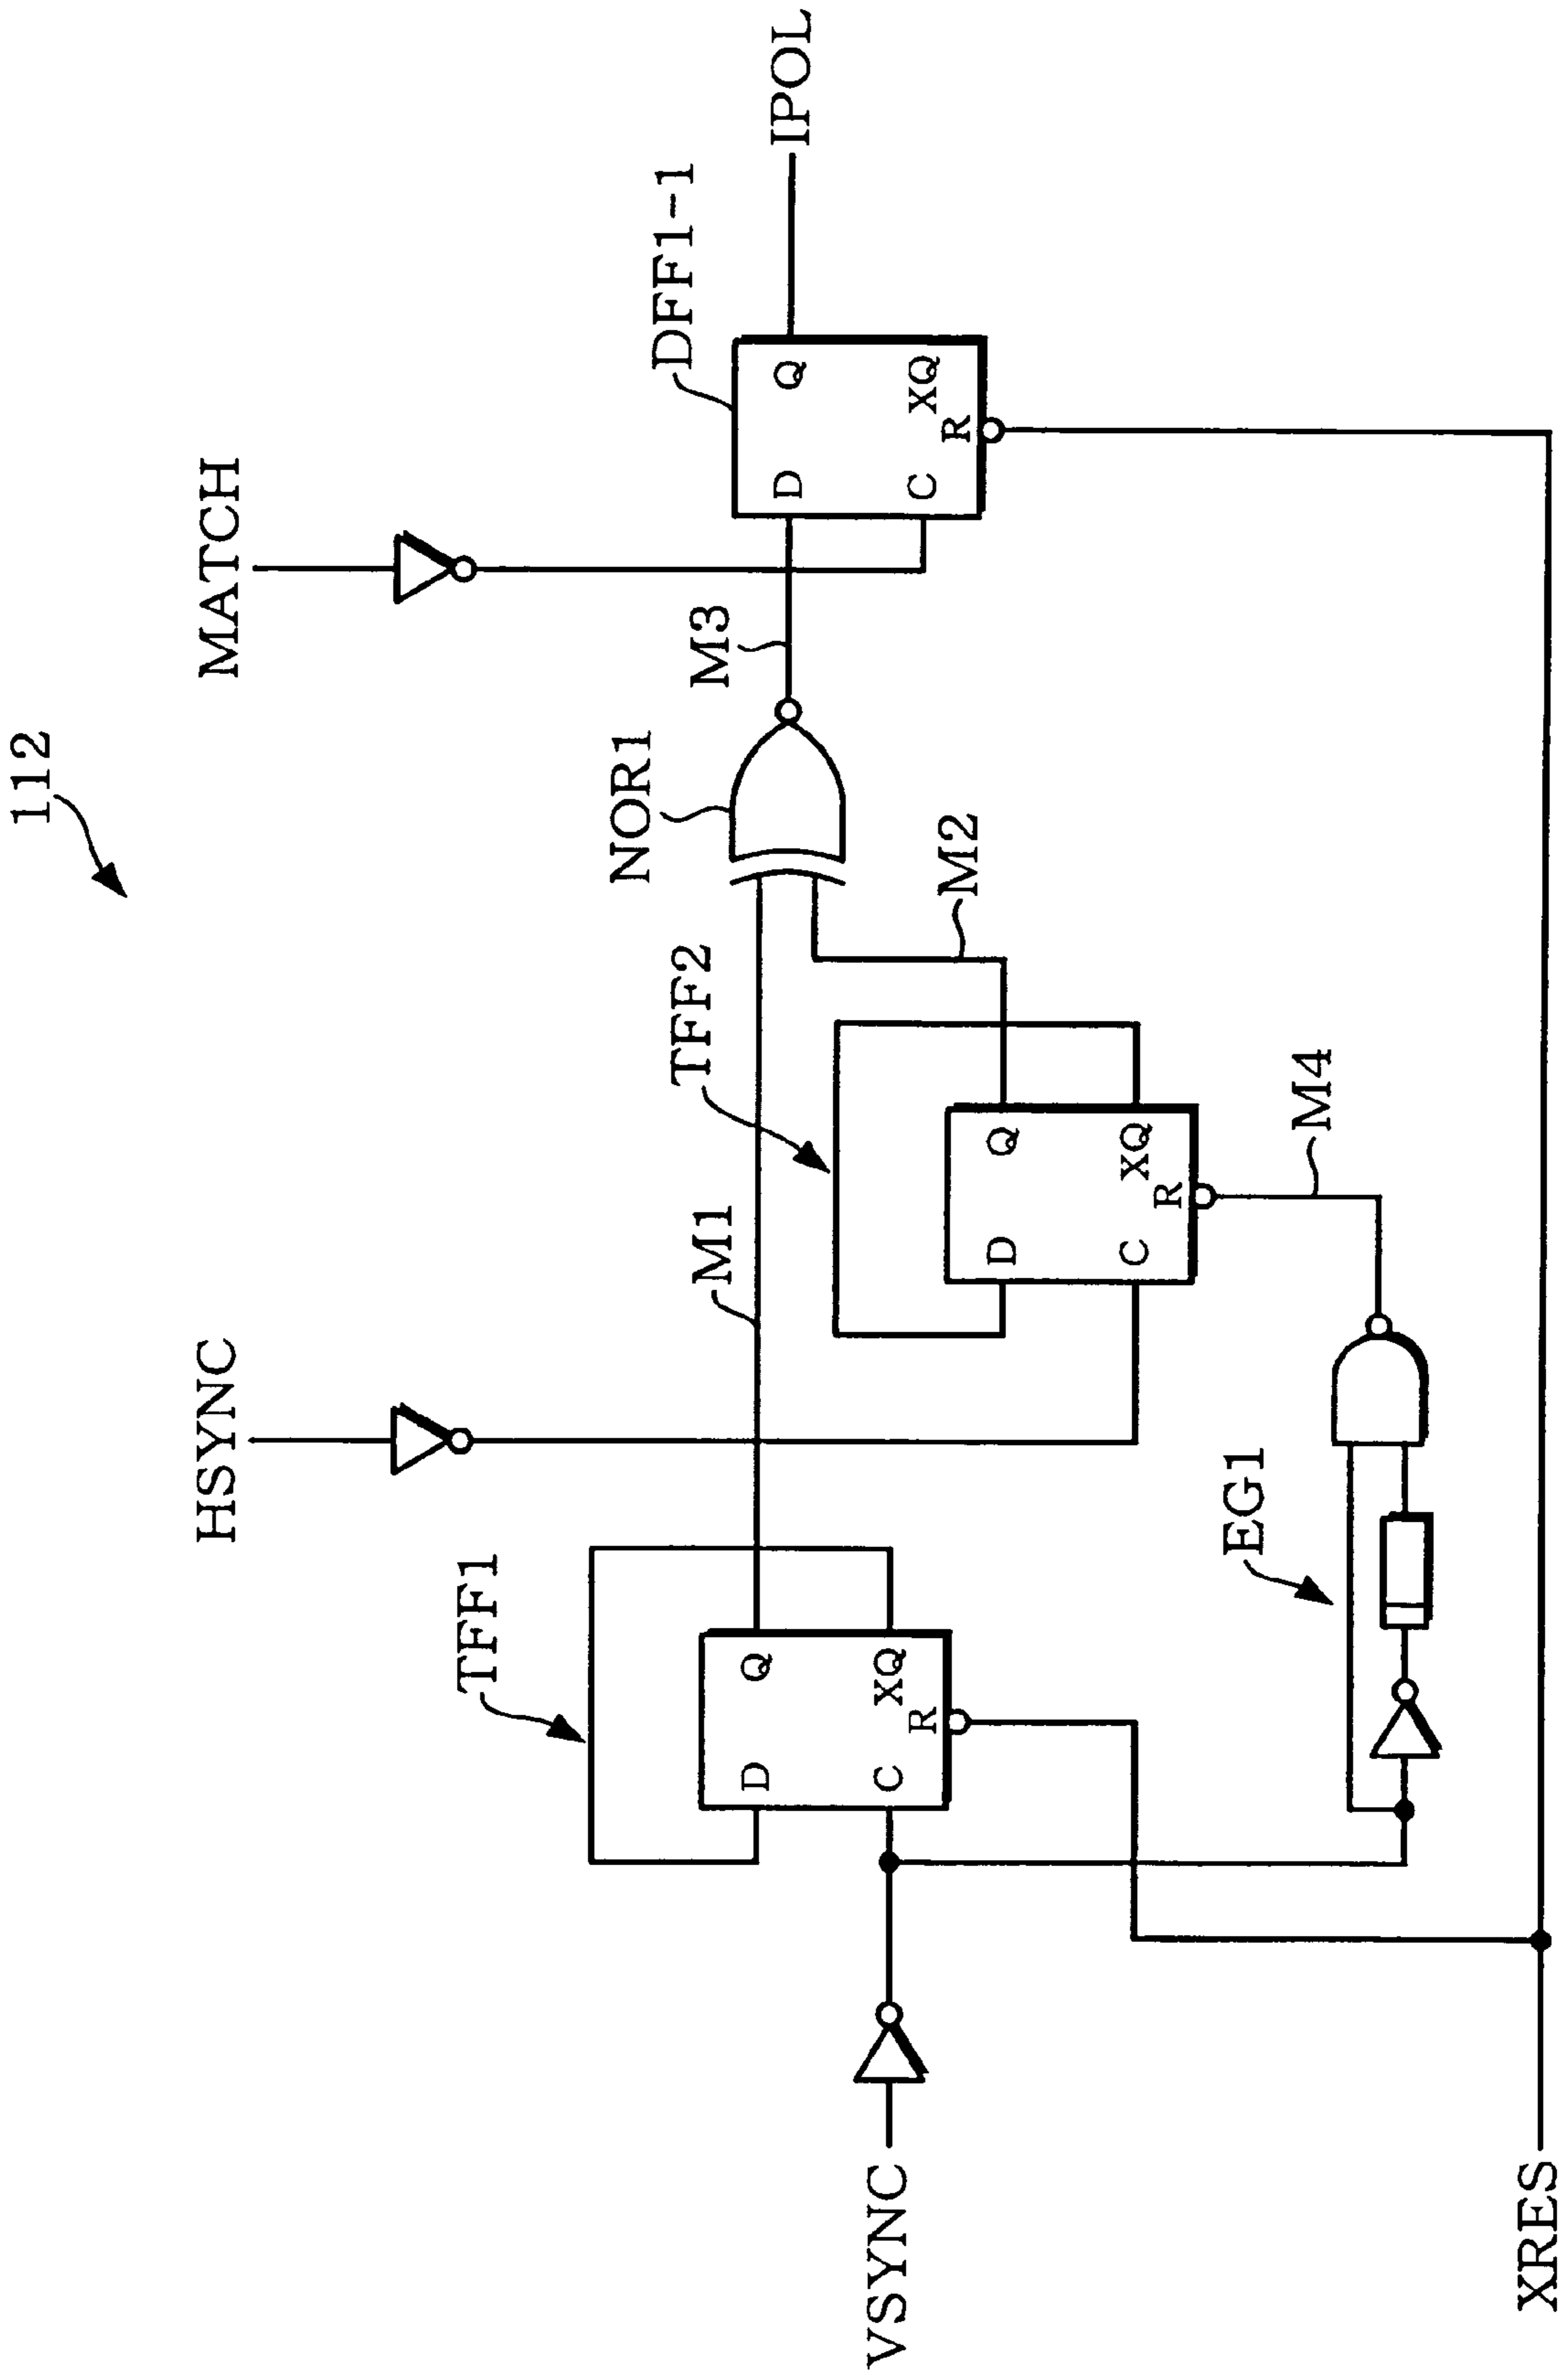 112
HSYNC
MATCH
TFF1
M1
TFF2
NOR1
M3
DFF1-1
D
Q
C
XQ
R
D
Q
C
XQ
R
D
Q
C
XQ
R
IPOL
M2
VSYNC
EG1
M4
XRES